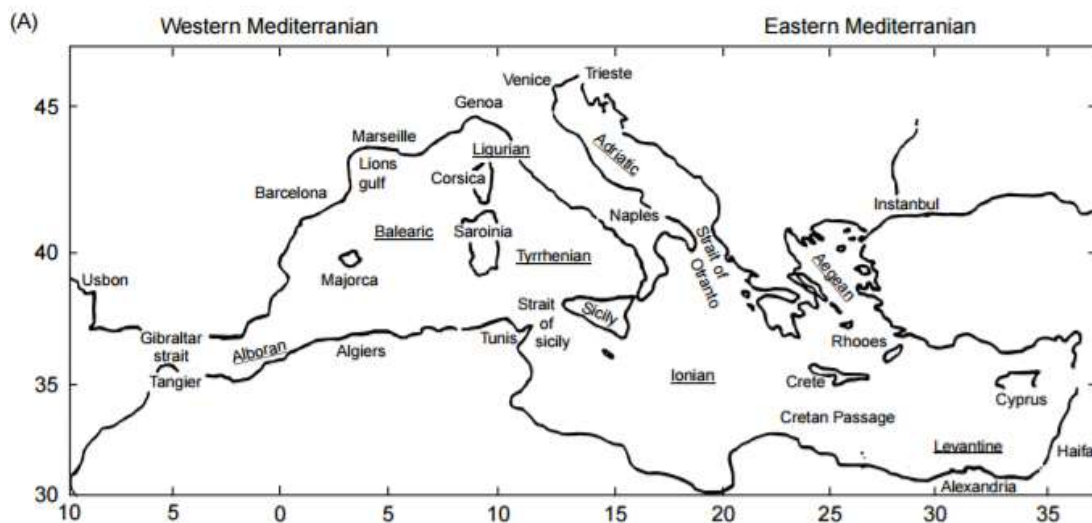 (A)
Western Mediterranian
Eastern Mediterranian
Venice
Trieste
45
Genoa
Marseille
Ligurian
Adriatic
Lions
gulf
Corsica
Barcelona
Instanbul
Naples
Balearic
Saroinia
Strait of
Otranto
40
Tyrrhenian
Aegean
Usbon
Majorca
Strait
of
sicily
Sicily
Gibraltar
strait
Alboran
Algiers
Tunis
Rhooes
Tangier
35
Ionian
Crete
Cyprus
Cretan Passage
Levantine
Haifa
Alexandria
30
10
5
0
5
10
15
20
25
30
35